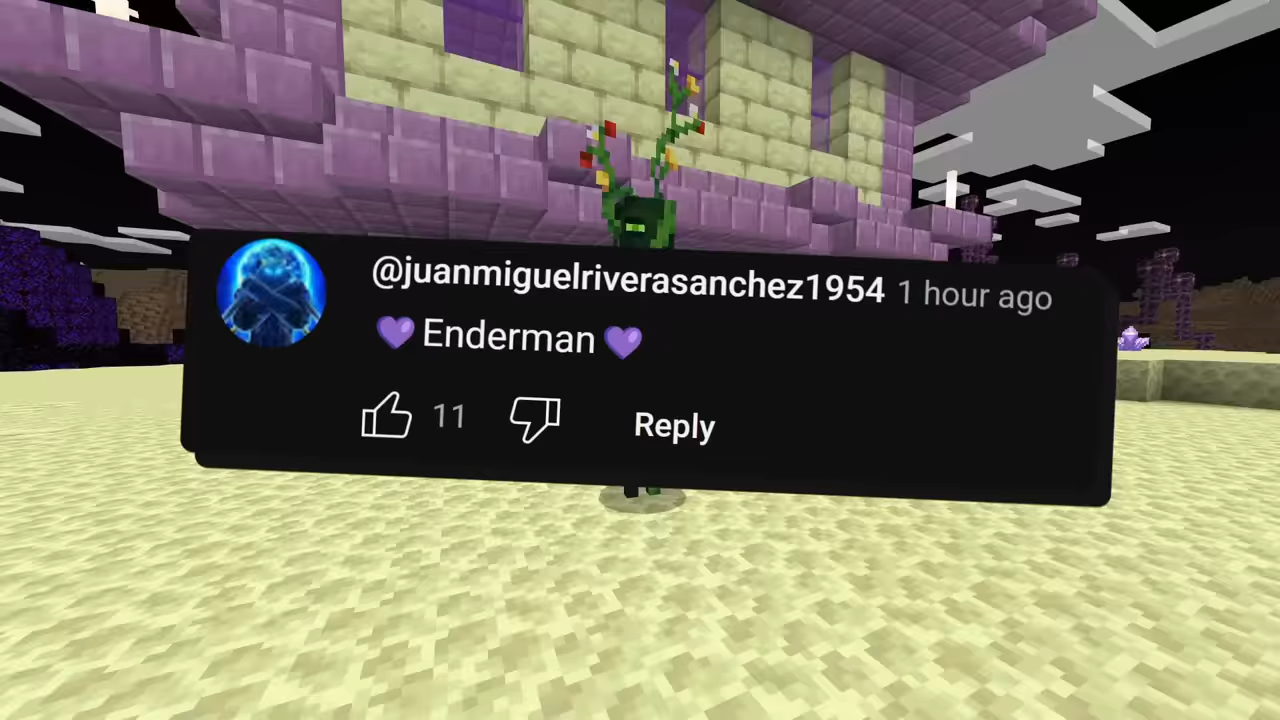 @juanmiguelriverasanchez1954 1 hour ago
💜 Enderman 💜
11 Reply